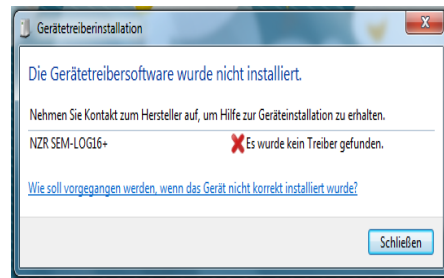 Gerätetreiberinstallation
Die Gerätetreibersoftware wurde nicht installiert.
Nehmen Sie Kontakt zum Hersteller auf, um Hilfe zur Geräteinstallation zu erhalten.
NZR SEM-LOG16+ Es wurde kein Treiber gefunden.
Wie soll vorgegangen werden, wenn das Gerät nicht korrekt installiert wurde?
Schließen